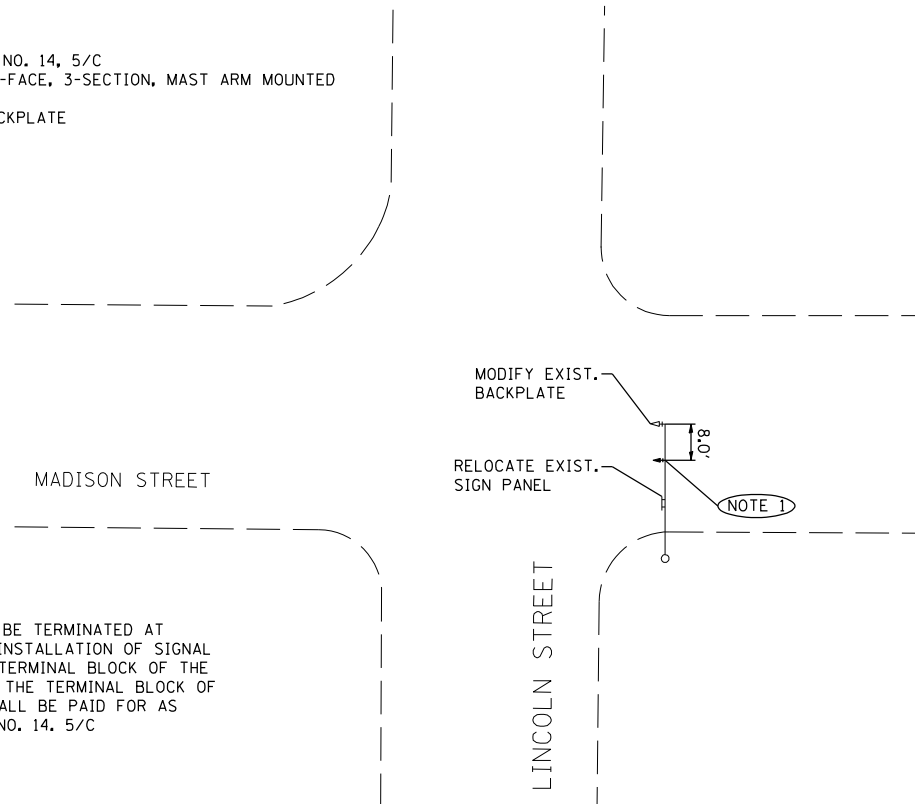 NO. 14, 5/C
-FACE, 3-SECTION, MAST ARM MOUNTED
CKPLATE
MODIFY EXIST.
BACKPLATE
8.0'
RELOCATE EXIST.
SIGN PANEL
NOTE 1
MADISON STREET
LINCOLN STREET
BE TERMINATED AT
INSTALLATION OF SIGNAL
TERMINAL BLOCK OF THE
THE TERMINAL BLOCK OF
ALL BE PAID FOR AS
NO. 14. 5/C